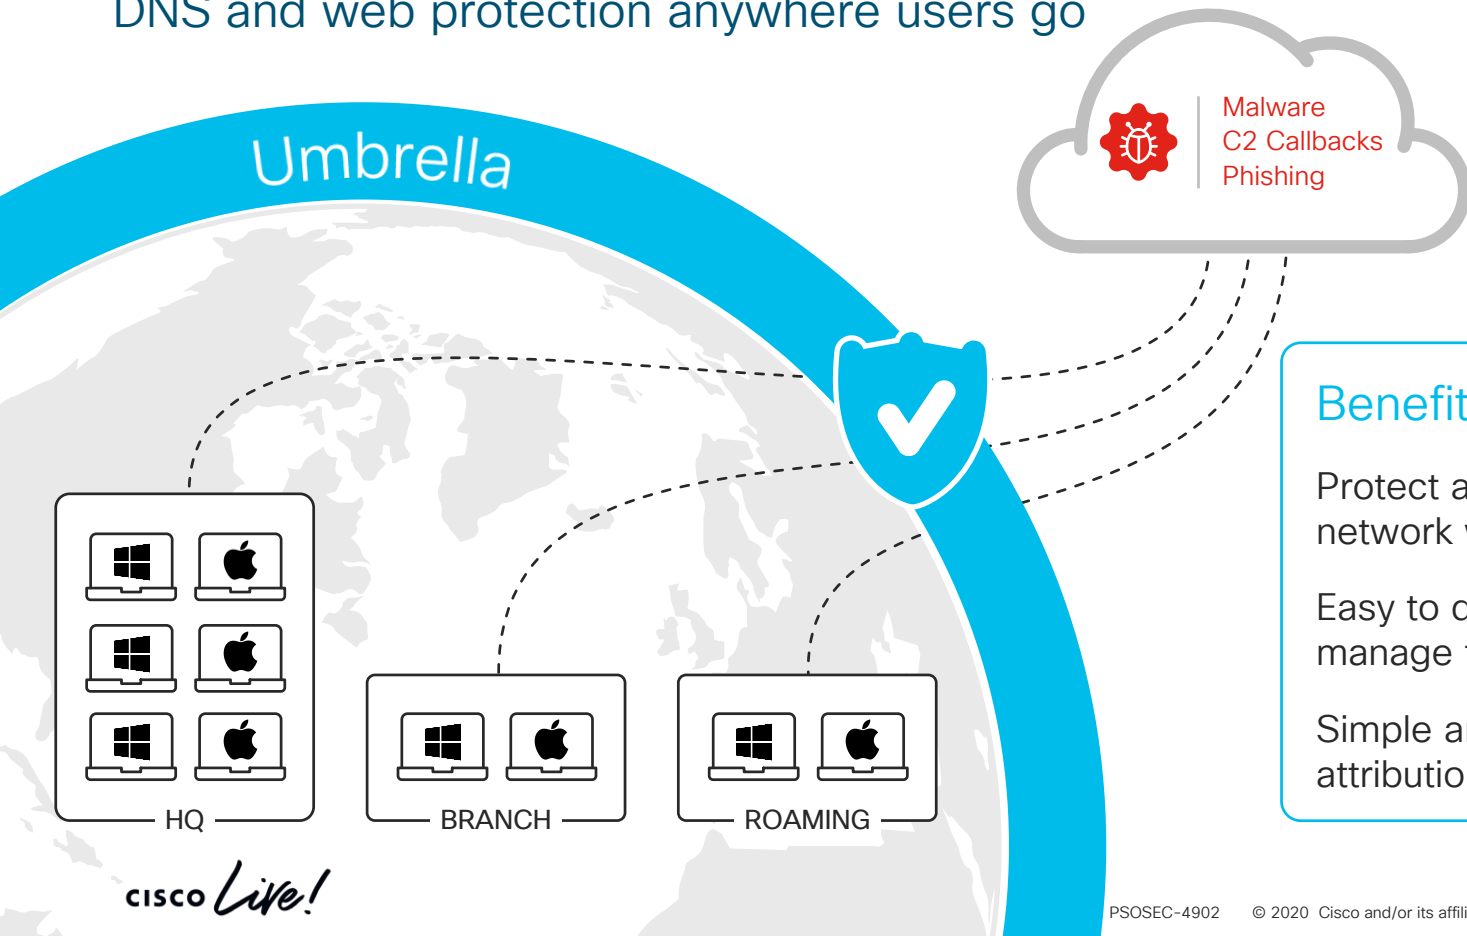 DNS and web protection anywhere users go
Umbrella
Malware
C2 Callbacks
Phishing
Benefit
Protect a
network
Easy to d
manage
Simple a
attributio
HQ
BRANCH
ROAMING
CISCO Live!
PSOSEC-4902 © 2020 Cisco and/or its affili